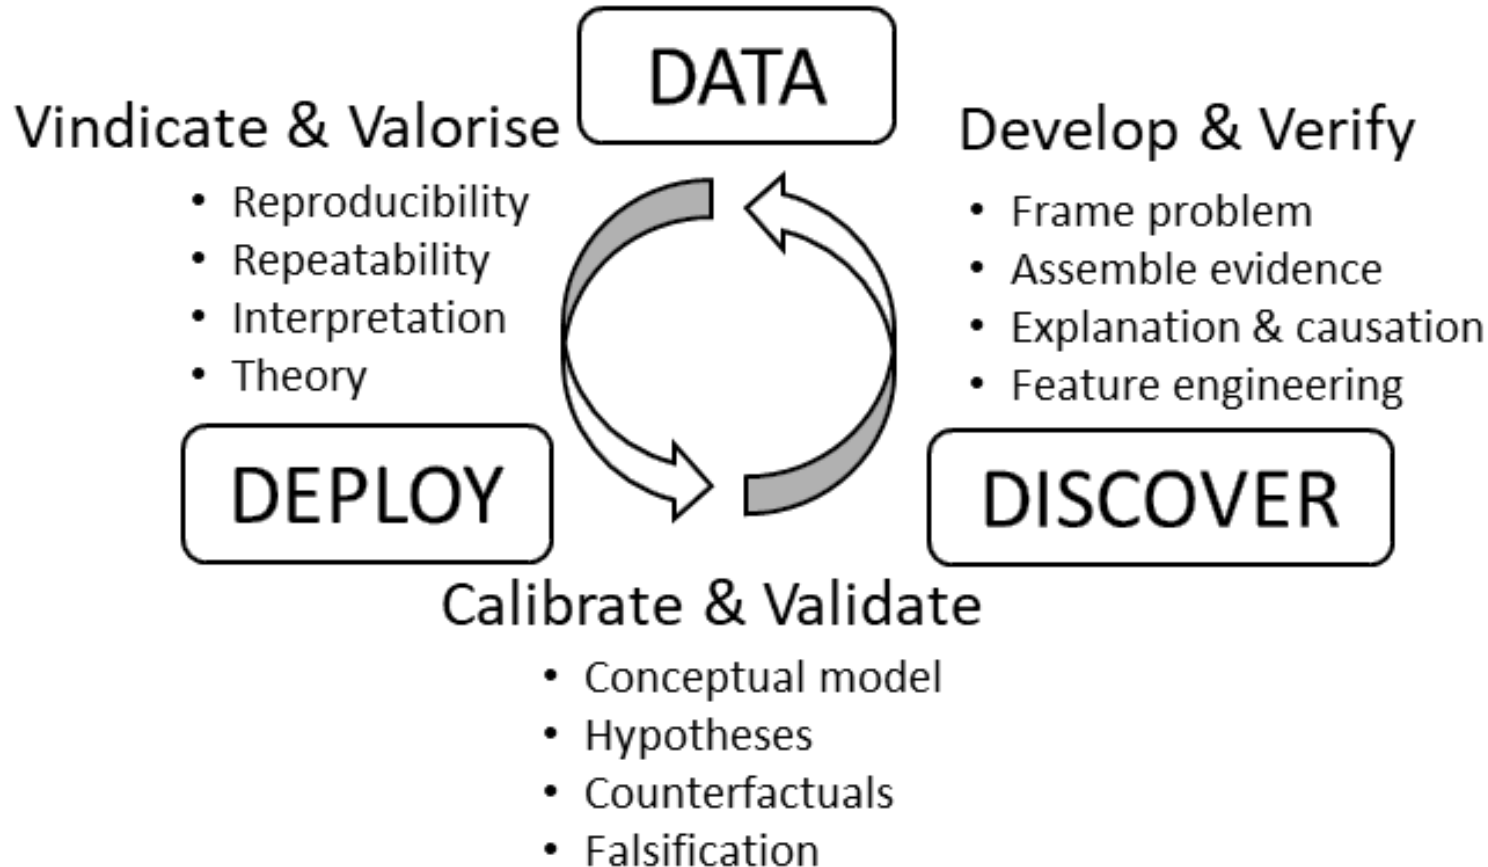 DATA
Vindicate & Valorise
• Reproducibility
• Repeatability
• Interpretation
• Theory
Develop & Verify
• Frame problem
• Assemble evidence
• Explanation & causation
• Feature engineering
DEPLOY
DISCOVER
Calibrate & Validate
• Conceptual model
• Hypotheses
• Counterfactuals
• Falsification